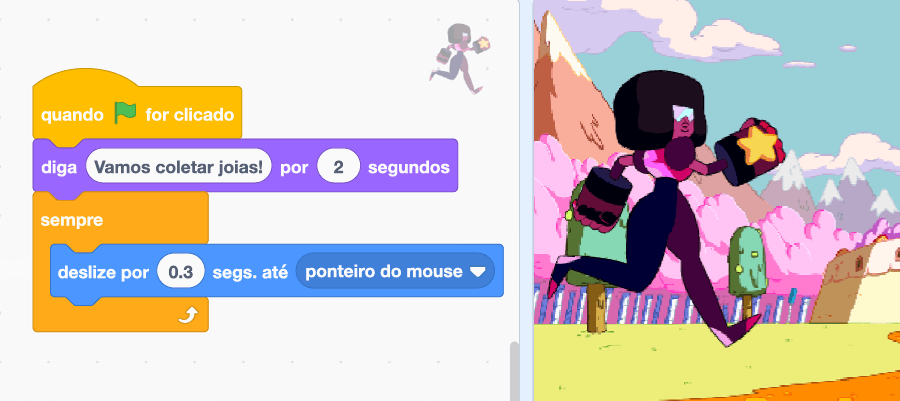 quando for clicado
diga Vamos coletar joias! por 2 segundos
sempre
deslize por 0.3 segs. até ponteiro do mouse